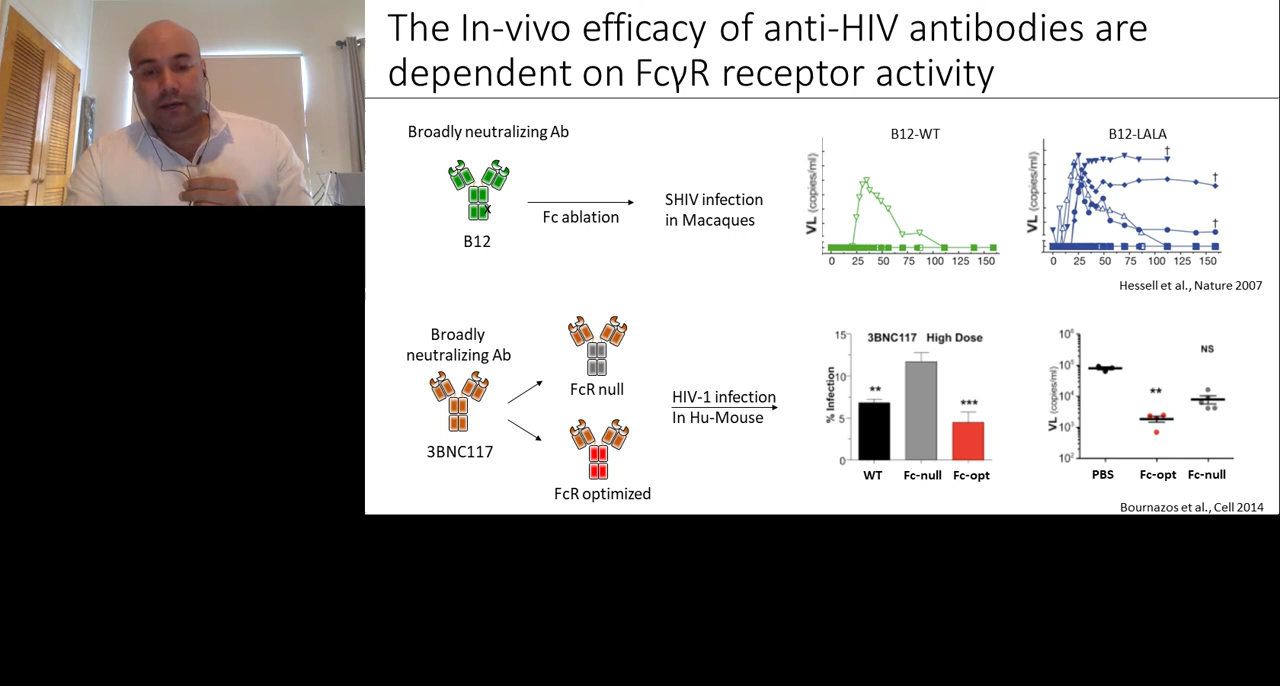 The In-vivo efficacy of anti-HIV antibodies are
dependent on FcγR receptor activity
Broadly neutralizing Ab
B12
x
Fc ablation
SHIV infection
in Macaques
B12-WT
VL (copies/ml)
0 25 50 75 100 125 150
B12-LALA
VL (copies/ml)
† † †
0 25 50 75 100 125 150
Hessell et al., Nature 2007
Broadly
neutralizing Ab
3BNC117
FcR null
FcR optimized
HIV-1 infection
In Hu-Mouse
3BNC117 High Dose
% Infection
15
10
5
0
**
***
WT Fc-null Fc-opt
VL (copies/ml)
10⁶
10⁵
10⁴
10³
10²
**
NS
PBS Fc-opt Fc-null
Bournazos et al., Cell 2014